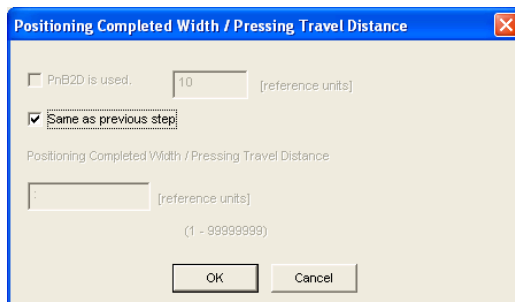 Positioning Completed Width / Pressing Travel Distance
PnB2D is used. 10 [reference units]
Same as previous step
Positioning Completed Width / Pressing Travel Distance
: [reference units]
(1 - 99999999)
OK Cancel